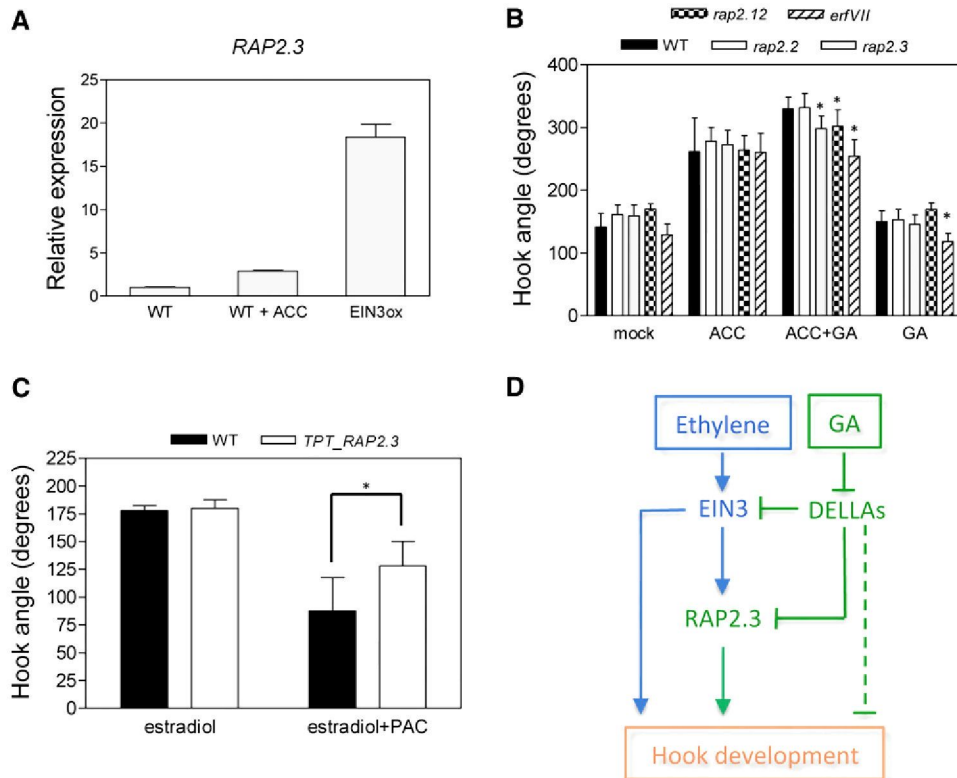 A
RAP2.3
Relative expression
25
20
15
10
5
0
WT
WT + ACC
EIN3ox
B
rap2.12
erfVII
WT
rap2.2
rap2.3
Hook angle (degrees)
400
300
200
100
0
* * *
*
mock
ACC
ACC+GA
GA
C
WT
TPT_RAP2.3
Hook angle (degrees)
225
200
175
150
125
100
75
50
25
0
*
estradiol
estradiol+PAC
D
Ethylene
GA
EIN3
DELLAs
RAP2.3
Hook development